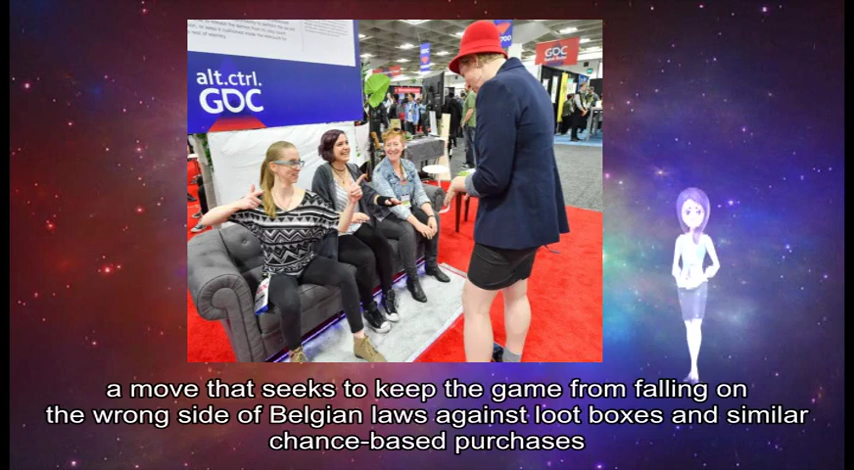 alt.ctrl.
GDC
GDC
a move that seeks to keep the game from falling on
the wrong side of Belgian laws against loot boxes and similar
chance-based purchases